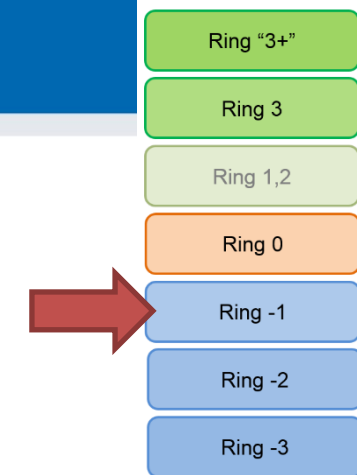 Ring “3+”
Ring 3
Ring 1,2
Ring 0
Ring -1
Ring -2
Ring -3